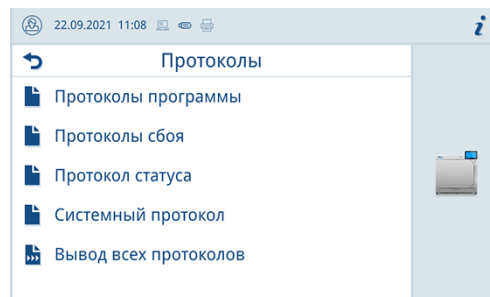 22.09.2021 11:08
i
Протоколы
Протоколы программы
Протоколы сбоя
Протокол статуса
Системный протокол
Вывод всех протоколов